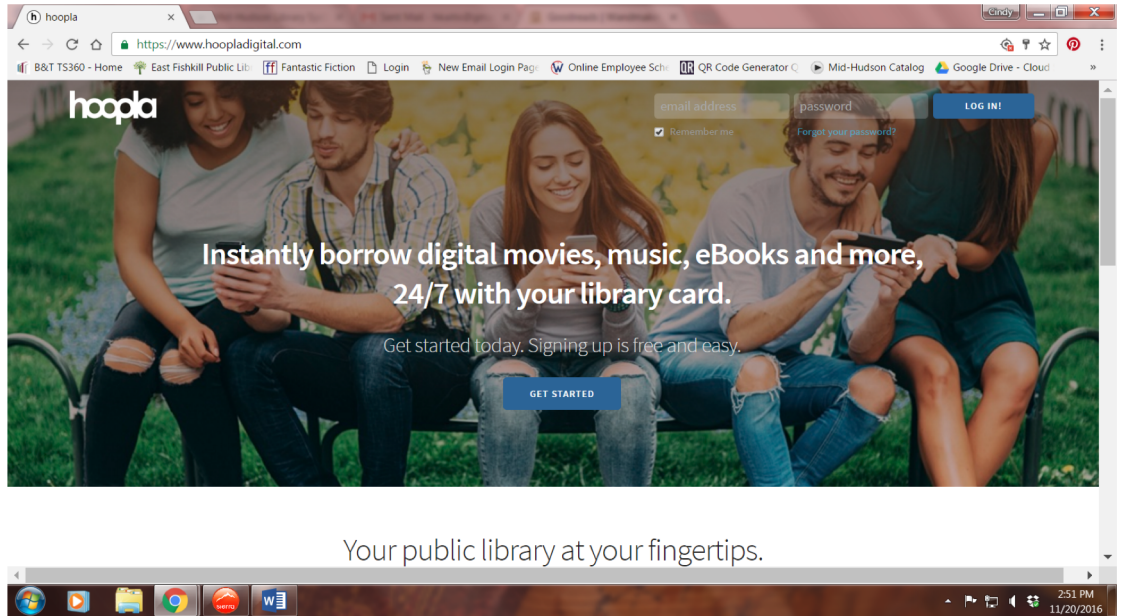 hoopla
Cindy
https://www.hoopladigital.com
B&T TS360 - Home East Fishkill Public Lib Fantastic Fiction Login New Email Login Page Online Employee Sche QR Code Generator Q Mid-Hudson Catalog Google Drive - Cloud »
hoopla
email address password LOG IN!
Remember me Forgot your password?
Instantly borrow digital movies, music, eBooks and more,
24/7 with your library card.
Get started today. Signing up is free and easy.
GET STARTED
Your public library at your fingertips.
sierra
2:51 PM
11/20/2016